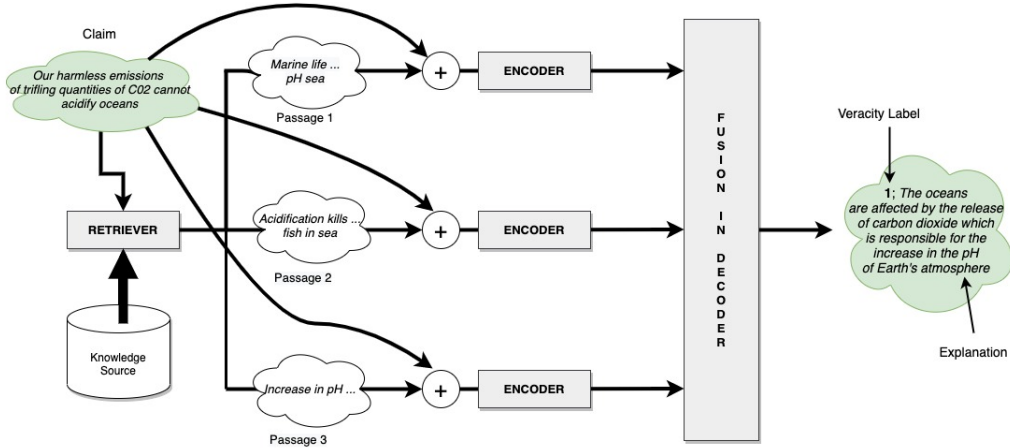 Claim
Our harmless emissions
of trifling quantities of C02 cannot
acidify oceans
RETRIEVER
Knowledge
Source
Marine life ...
pH sea
Passage 1
Acidification kills ...
fish in sea
Passage 2
Increase in pH ...
Passage 3
+
ENCODER
+
ENCODER
+
ENCODER
FUSION
IN
DECODER
Veracity Label
1; The oceans
are affected by the release
of carbon dioxide which
is responsible for the
increase in the pH
of Earth's atmosphere
Explanation